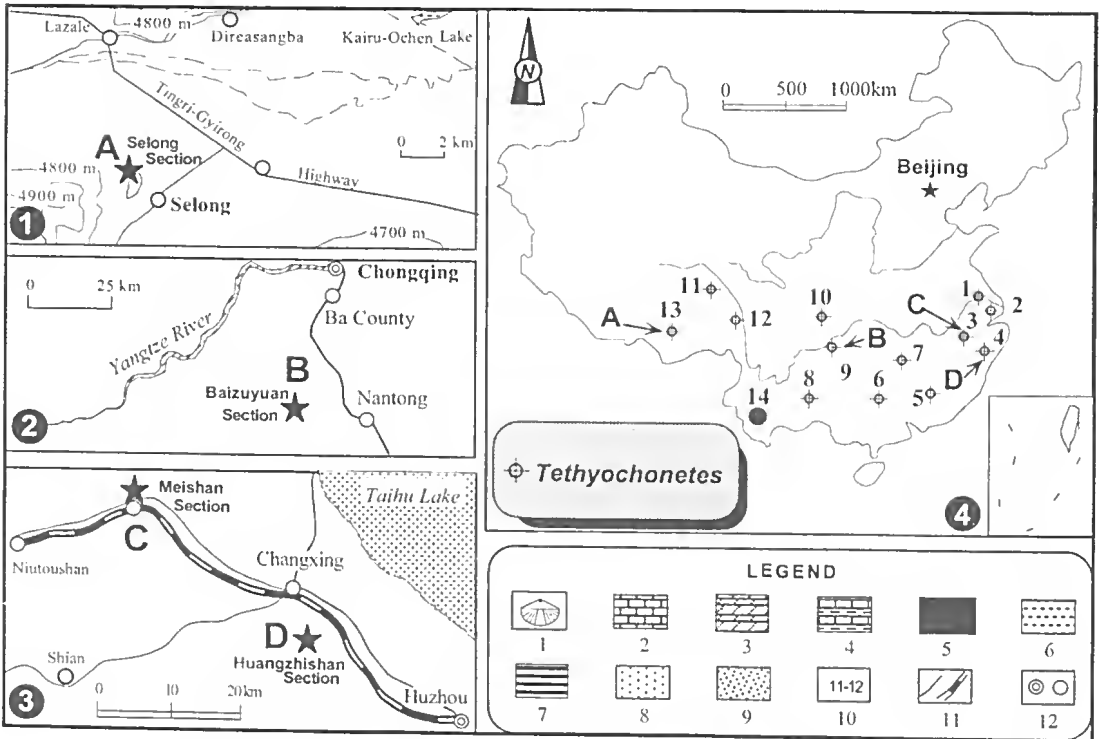 4800 m
Lazale
Direasangba
Kairu-Ochen Lake
Tingri-Gyirong
Highway
0 2 km
A
Selong
Section
4800 m
4900 m
Selong
4700 m
1
0 25 km
Chongqing
Ba County
Yangtze River
B
Baizuyuan
Section
Nantong
2
Meishan
Section
Taihu Lake
C
Niutoushan
Changxing
D
Huangzhishan
Section
Shian
Huzhou
0 10 20km
3
N
0 500 1000km
Beijing
11
13
A
12
10
B
9
C
1
2
3
4
D
7
14
8
6
5
Tethyochonetes
4
LEGEND
1 2 3 4 5 6
11-12
7 8 9 10 11 12